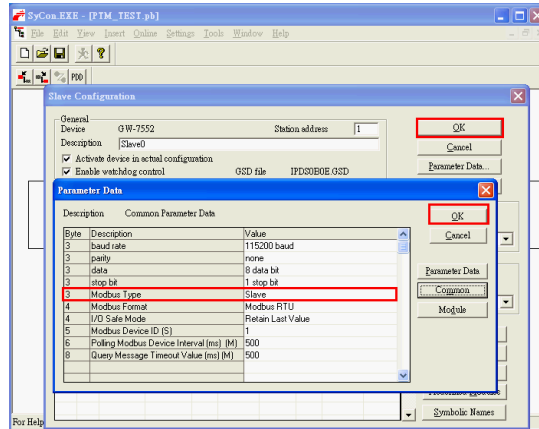 SyCon.EXE - [PTM_TEST.pb]
File Edit View Insert Online Settings Tools Window Help
PDO
Slave Configuration
General
Device GW-7552 Station address 1 OK
Description Slave0 Cancel
Activate device in actual configuration
Enable watchdog control GSD file IPDS0B0E.GSD Parameter Data...
Parameter Data
Description Common Parameter Data OK
Cancel
Byte Description Value
3 baud rate 115200 baud
3 parity none
3 data 8 data bit
3 stop bit 1 stop bit
3 Modbus Type Slave
4 Modbus Format Modbus RTU
4 I/O Safe Mode Retain Last Value
5 Modbus Device ID (S) 1
6 Polling Modbus Device Interval (ms) (M) 500
8 Query Message Timeout Value (ms) (M) 500
Parameter Data
Common
Module
Symbolic Names
For Help